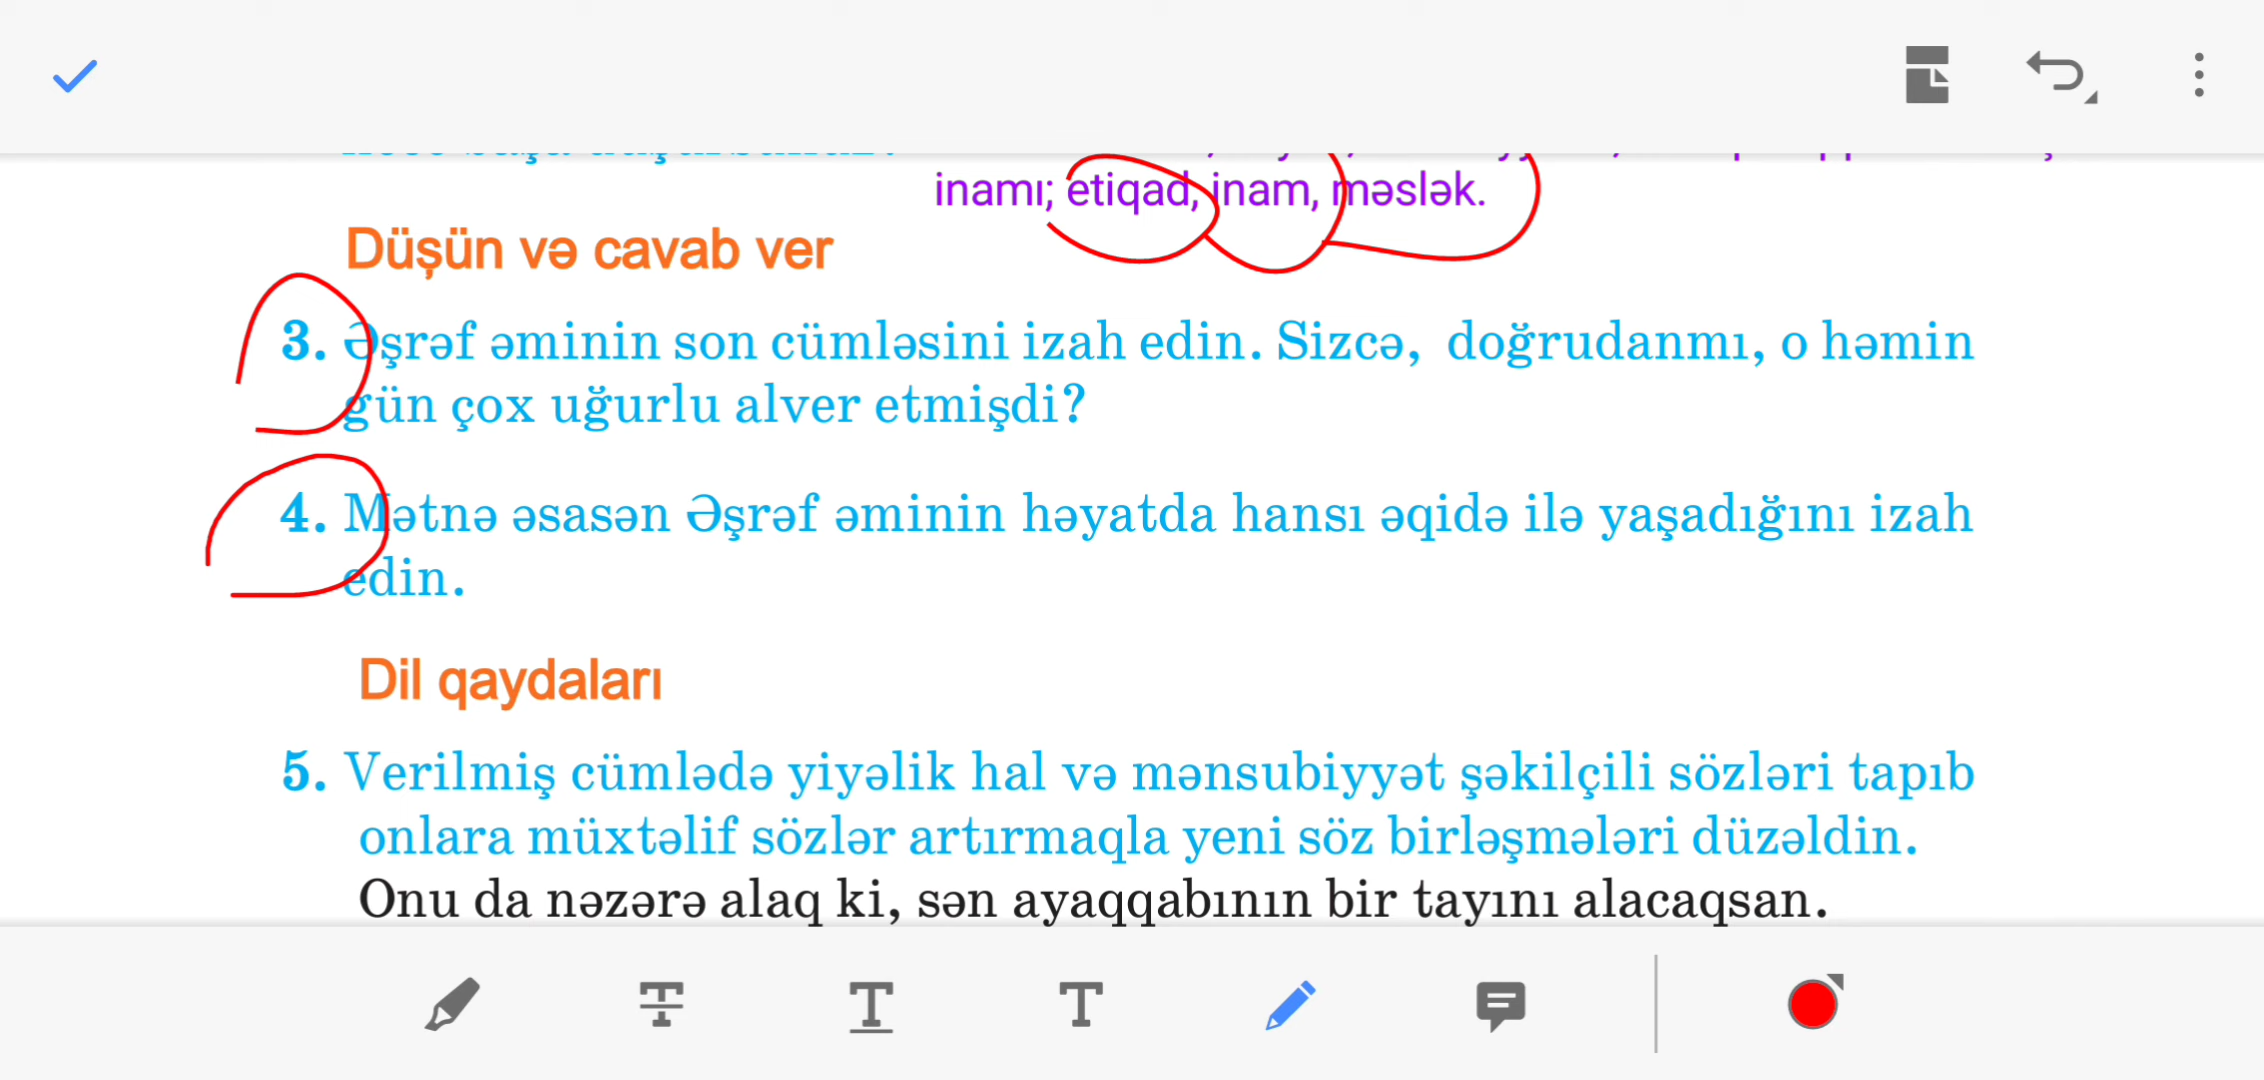 inamı; etiqad, inam, məslək.
Düşün və cavab ver
3. Əşrəf əminin son cümləsini izah edin. Sizcə, doğrudanmı, o həmin
gün çox uğurlu alver etmişdi?
4. Mətnə əsasən Əşrəf əminin həyatda hansı əqidə ilə yaşadığını izah
edin.
Dil qaydaları
5. Verilmiş cümlədə yiyəlik hal və mənsubiyyət şəkilçili sözləri tapıb
onlara müxtəlif sözlər artırmaqla yeni söz birləşmələri düzəldin.
Onu da nəzərə alaq ki, sən ayaqqabının bir tayını alacaqsan.